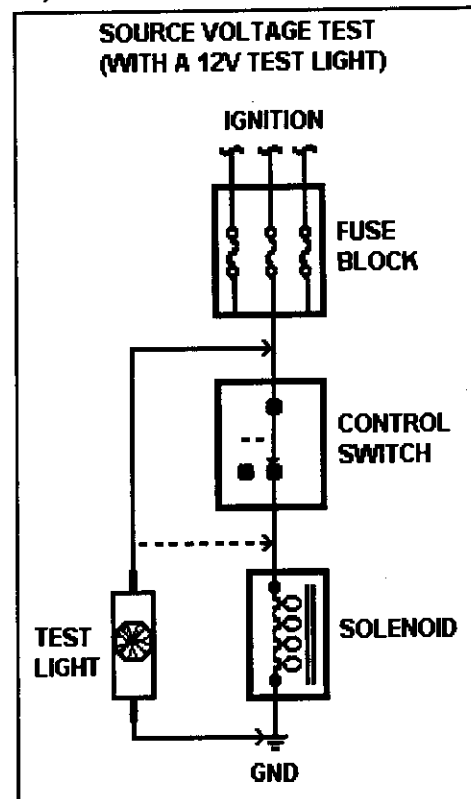 SOURCE VOLTAGE TEST
(WITH A 12V TEST LIGHT)
IGNITION
FUSE
BLOCK
CONTROL
SWITCH
SOLENOID
TEST
LIGHT
GND